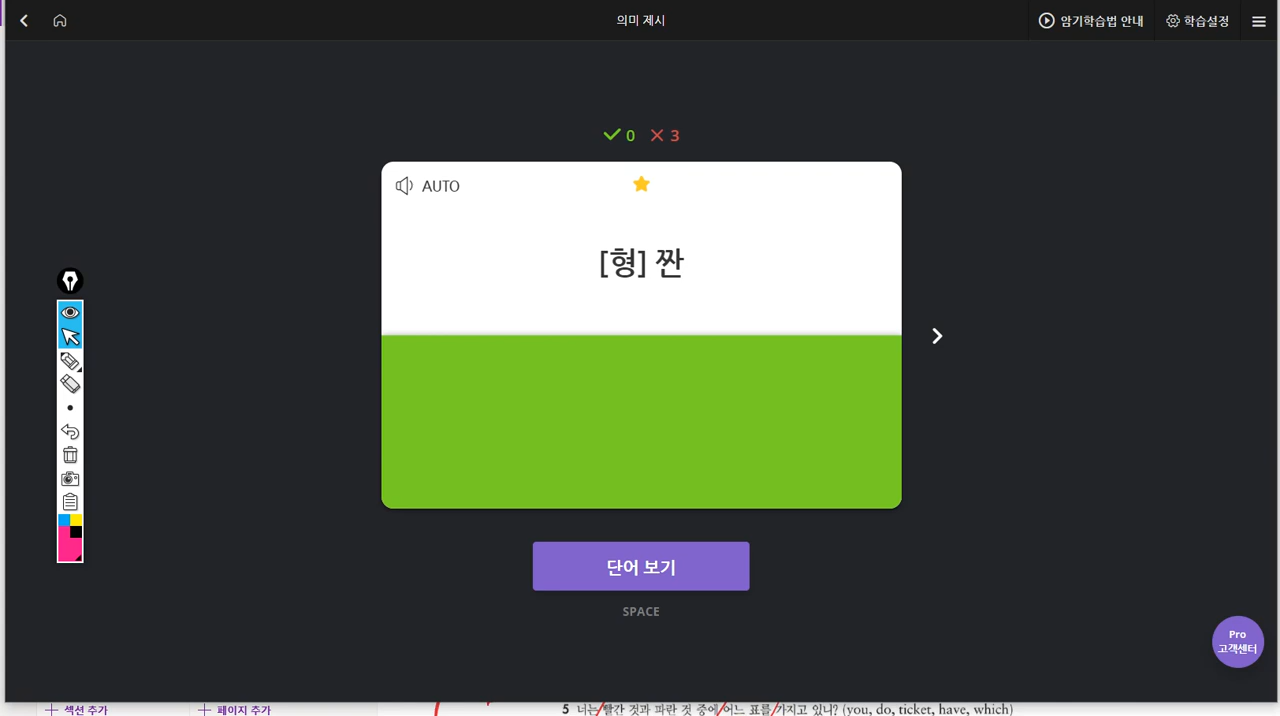 의미 제시
암기학습법 안내
학습설정
0
3
AUTO
[형] 짠
단어 보기
SPACE
Pro
고객센터
섹션 추가
페이지 추가
5 너는 빨간 것과 파란 것 중에 어느 표를 가지고 있니? (you, do, ticket, have, which)